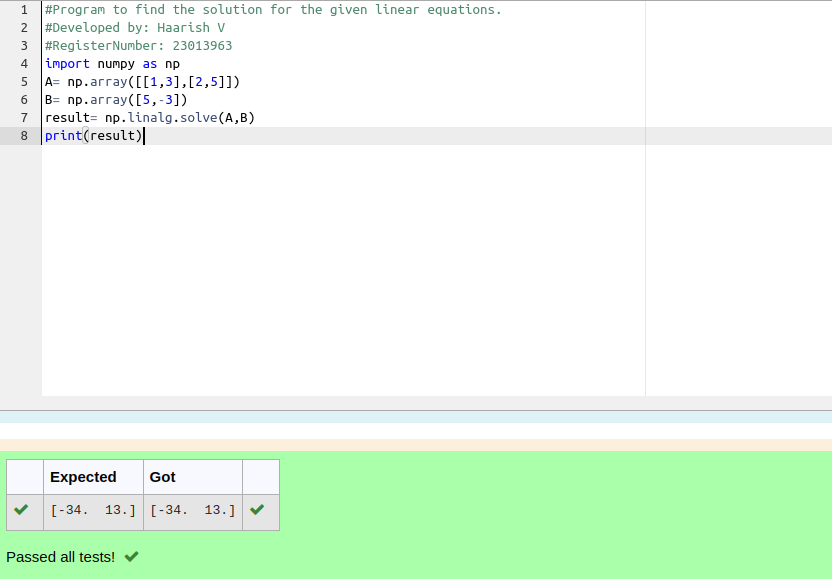 1 #Program to find the solution for the given linear equations.
2 #Developed by: Haarish V
3 #RegisterNumber: 23013963
4 import numpy as np
5 A= np.array([[1,3],[2,5]])
6 B= np.array([5,-3])
7 result= np.linalg.solve(A,B)
8 print(result)
Expected Got
[-34.  13.] [-34.  13.]
Passed all tests!